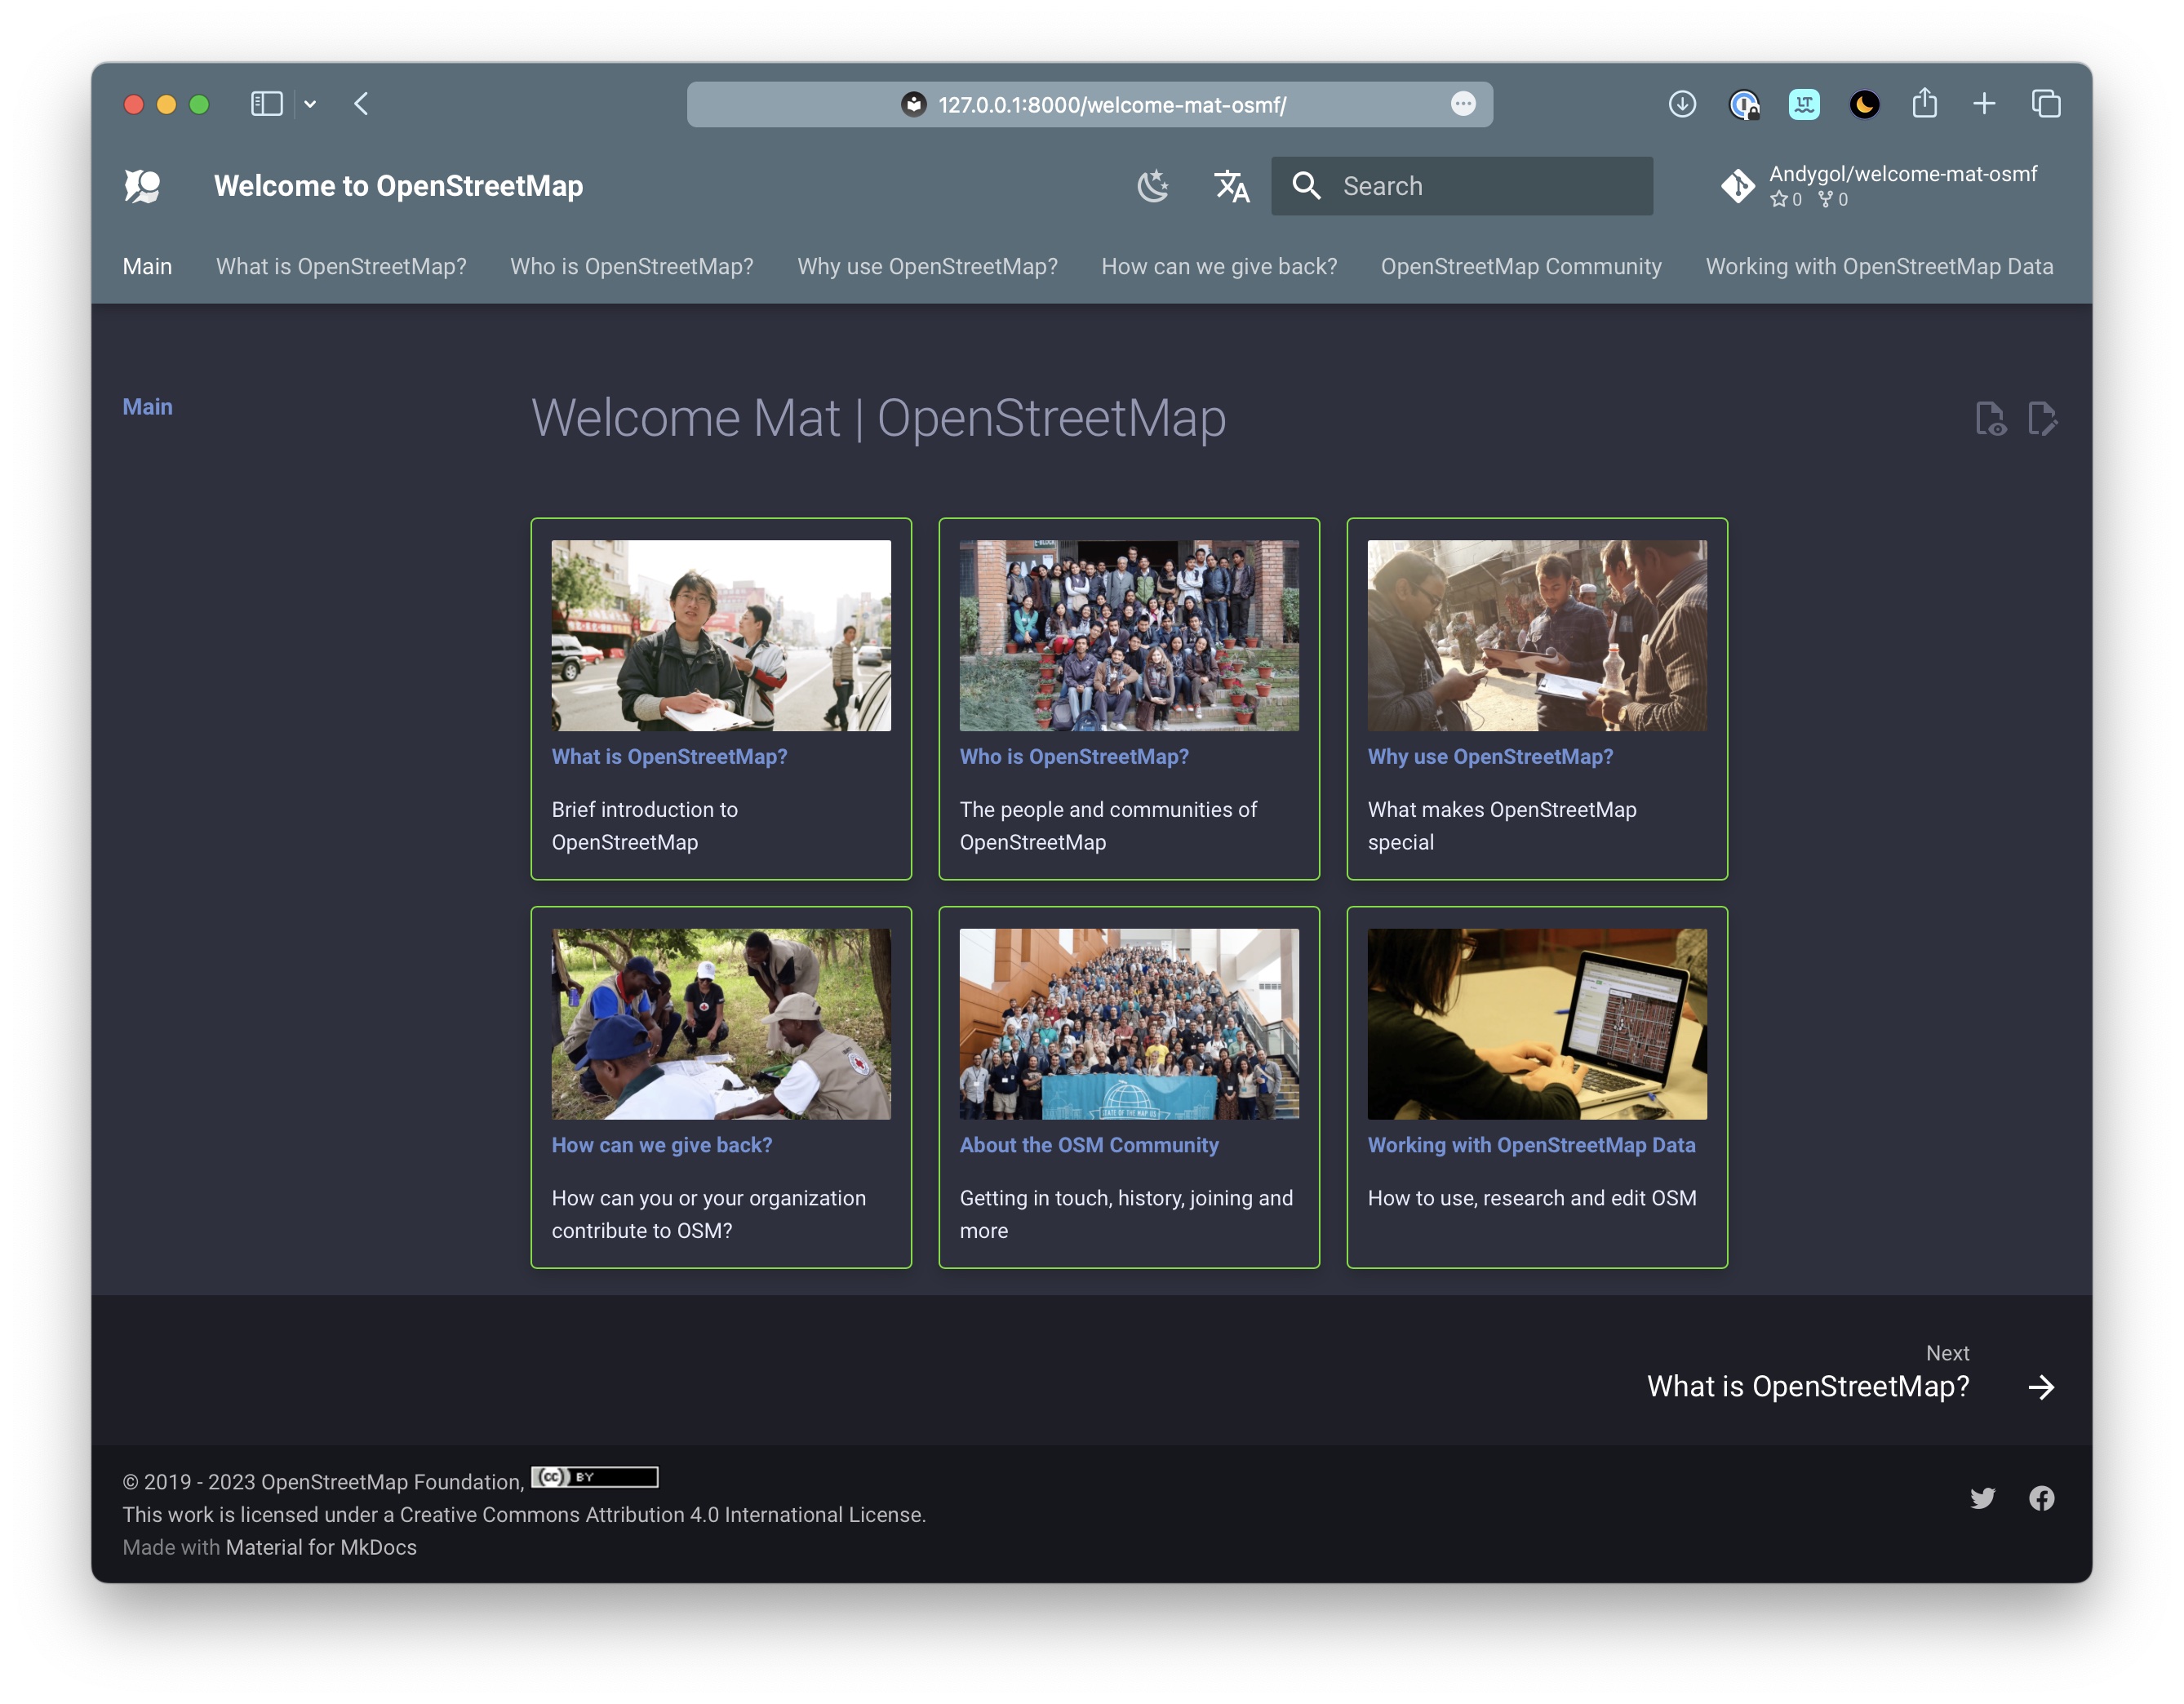 127.0.0.1:8000/welcome-mat-osmf/
LT
Welcome to OpenStreetMap
Search
Andygol/welcome-mat-osmf
0 0
Main What is OpenStreetMap? Who is OpenStreetMap? Why use OpenStreetMap? How can we give back? OpenStreetMap Community Working with OpenStreetMap Data
Main
Welcome Mat | OpenStreetMap
What is OpenStreetMap?
Brief introduction to
OpenStreetMap
Who is OpenStreetMap?
The people and communities of
OpenStreetMap
Why use OpenStreetMap?
What makes OpenStreetMap
special
How can we give back?
How can you or your organization
contribute to OSM?
STATE OF THE MAP US
About the OSM Community
Getting in touch, history, joining and
more
Working with OpenStreetMap Data
How to use, research and edit OSM
Next
What is OpenStreetMap?
© 2019 - 2023 OpenStreetMap Foundation, cc BY
This work is licensed under a Creative Commons Attribution 4.0 International License.
Made with Material for MkDocs